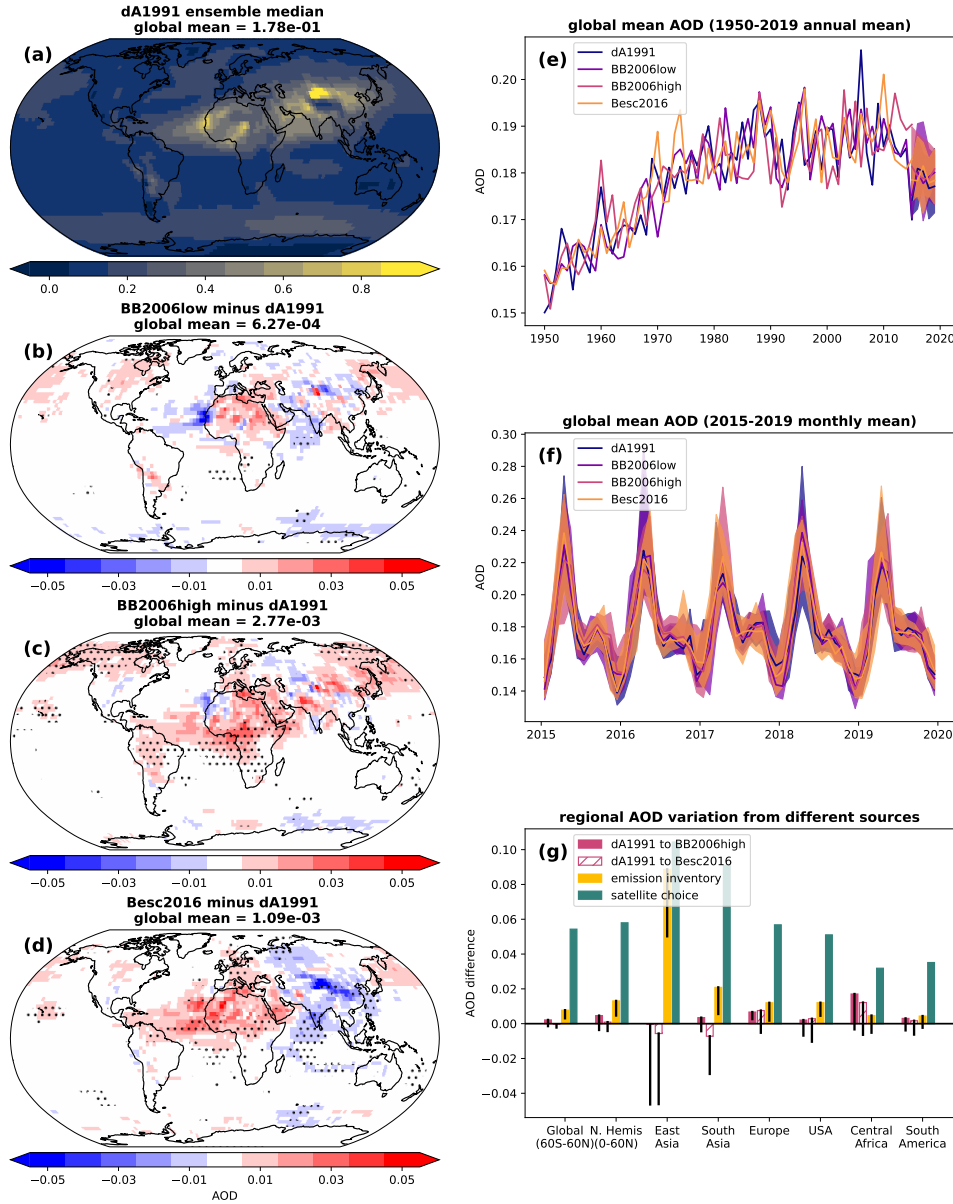 dA1991 ensemble median
global mean = 1.78e-01
(a)
0.0 0.2 0.4 0.6 0.8
BB2006low minus dA1991
global mean = 6.27e-04
(b)
−0.05 −0.03 −0.01 0.01 0.03 0.05
BB2006high minus dA1991
global mean = 2.77e-03
(c)
−0.05 −0.03 −0.01 0.01 0.03 0.05
Besc2016 minus dA1991
global mean = 1.09e-03
(d)
−0.05 −0.03 −0.01 0.01 0.03 0.05
AOD
global mean AOD (1950-2019 annual mean)
(e)
dA1991
BB2006low
BB2006high
Besc2016
AOD
0.20
0.19
0.18
0.17
0.16
0.15
1950 1960 1970 1980 1990 2000 2010 2020
global mean AOD (2015-2019 monthly mean)
(f)
dA1991
BB2006low
BB2006high
Besc2016
AOD
0.30
0.28
0.26
0.24
0.22
0.20
0.18
0.16
0.14
2015 2016 2017 2018 2019 2020
regional AOD variation from different sources
(g)
dA1991 to BB2006high
dA1991 to Besc2016
emission inventory
satellite choice
AOD difference
0.10
0.08
0.06
0.04
0.02
0.00
−0.02
−0.04
Global N. Hemis East South Europe USA Central South
(60S-60N) (0-60N) Asia Asia Africa America